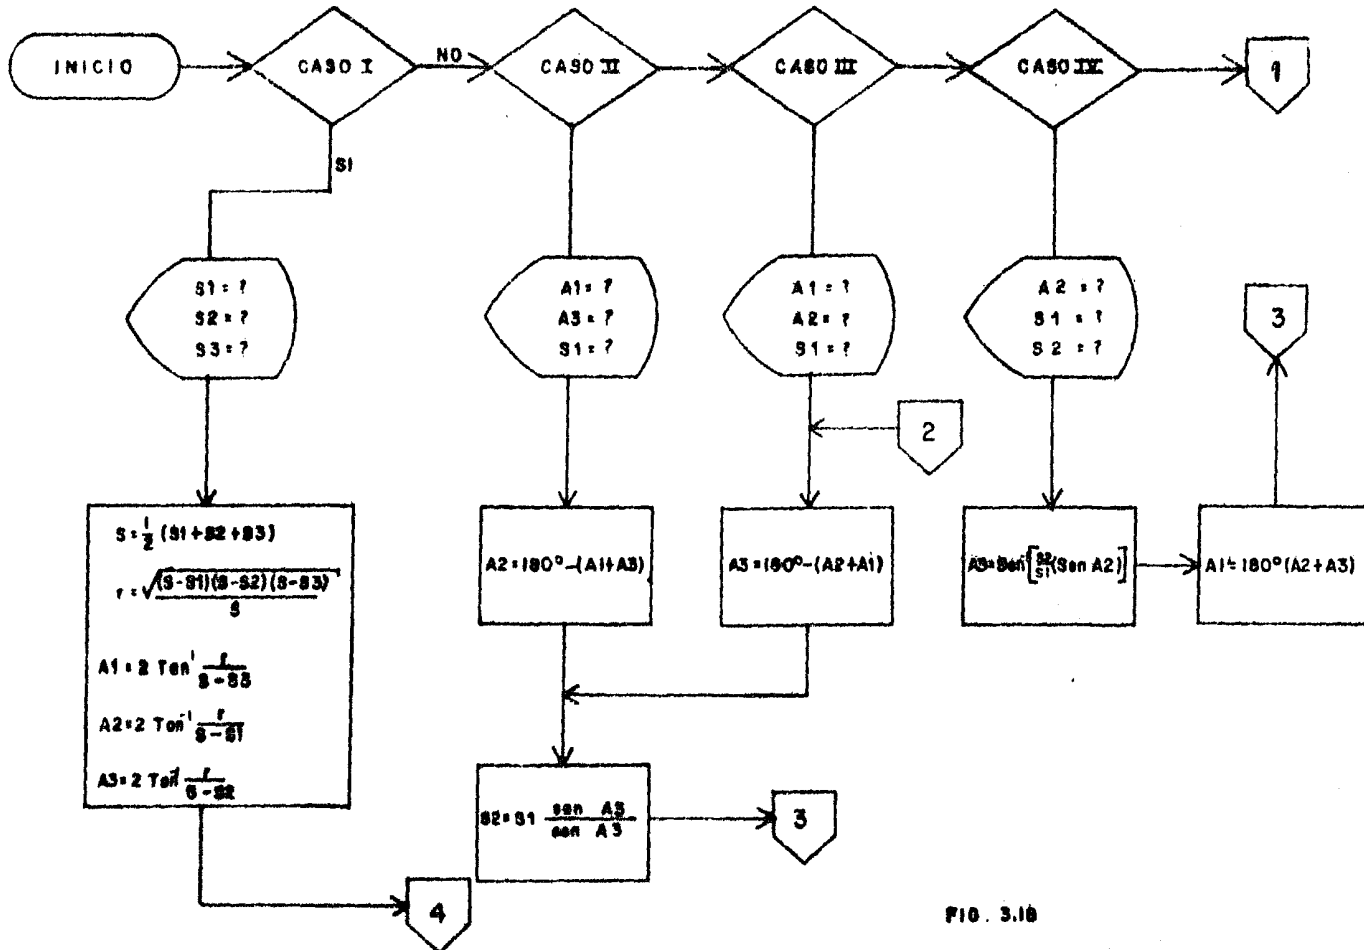 INICIO
CASO I
NO
CASO II
CASO III
CASO IV
1
SI
S1 = ?
S2 = ?
S3 = ?
A1 = ?
A3 = ?
S1 = ?
A1 = ?
A2 = ?
S1 = ?
A2 = ?
S1 = ?
S2 = ?
3
2
S = 1/2 (S1+S2+S3)
r = √(S-S1)(S-S2)(S-S3) / S
A1 = 2 Tan⁻¹ r / S-S3
A2 = 2 Tan⁻¹ r / S-S1
A3 = 2 Tan⁻¹ r / S-S2
A2 = 180° - (A1+A3)
A3 = 180° - (A2+A1)
A3 = Sen⁻¹ [S2/S1 (Sen A2)]
A1 = 180° (A2+A3)
S2 = S1 sen A3 / sen A3
3
4
FIG. 3.18